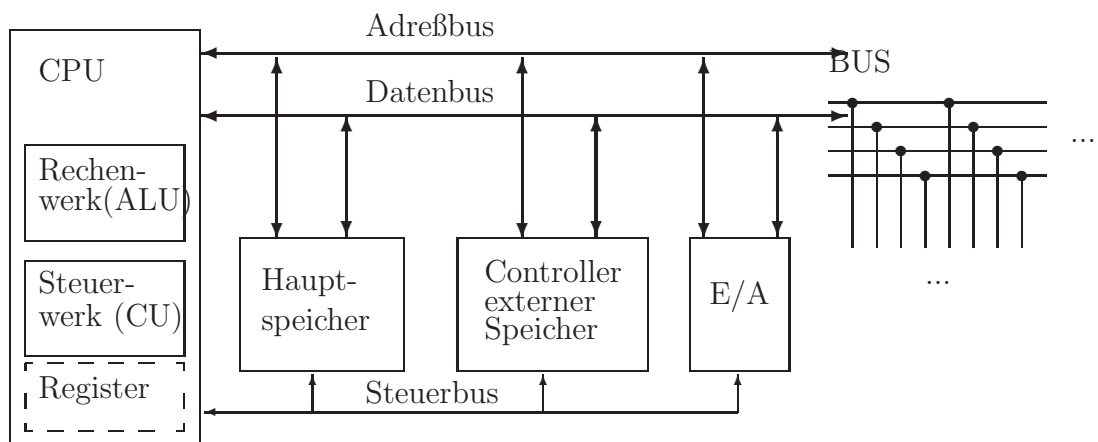 Adreßbus
CPU
BUS
Datenbus
...
Rechen-
werk(ALU)
Steuer-
werk (CU)
Haupt-
speicher
Controller
externer
Speicher
E/A
...
Register
Steuerbus